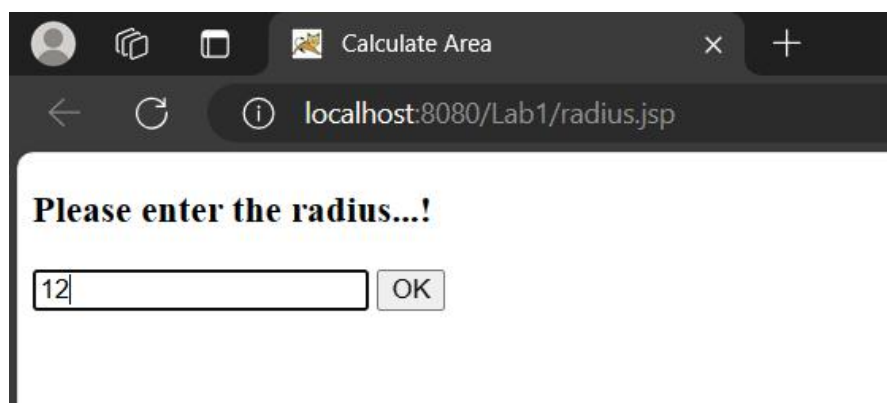 Calculate Area
localhost:8080/Lab1/radius.jsp
Please enter the radius...!
12 OK